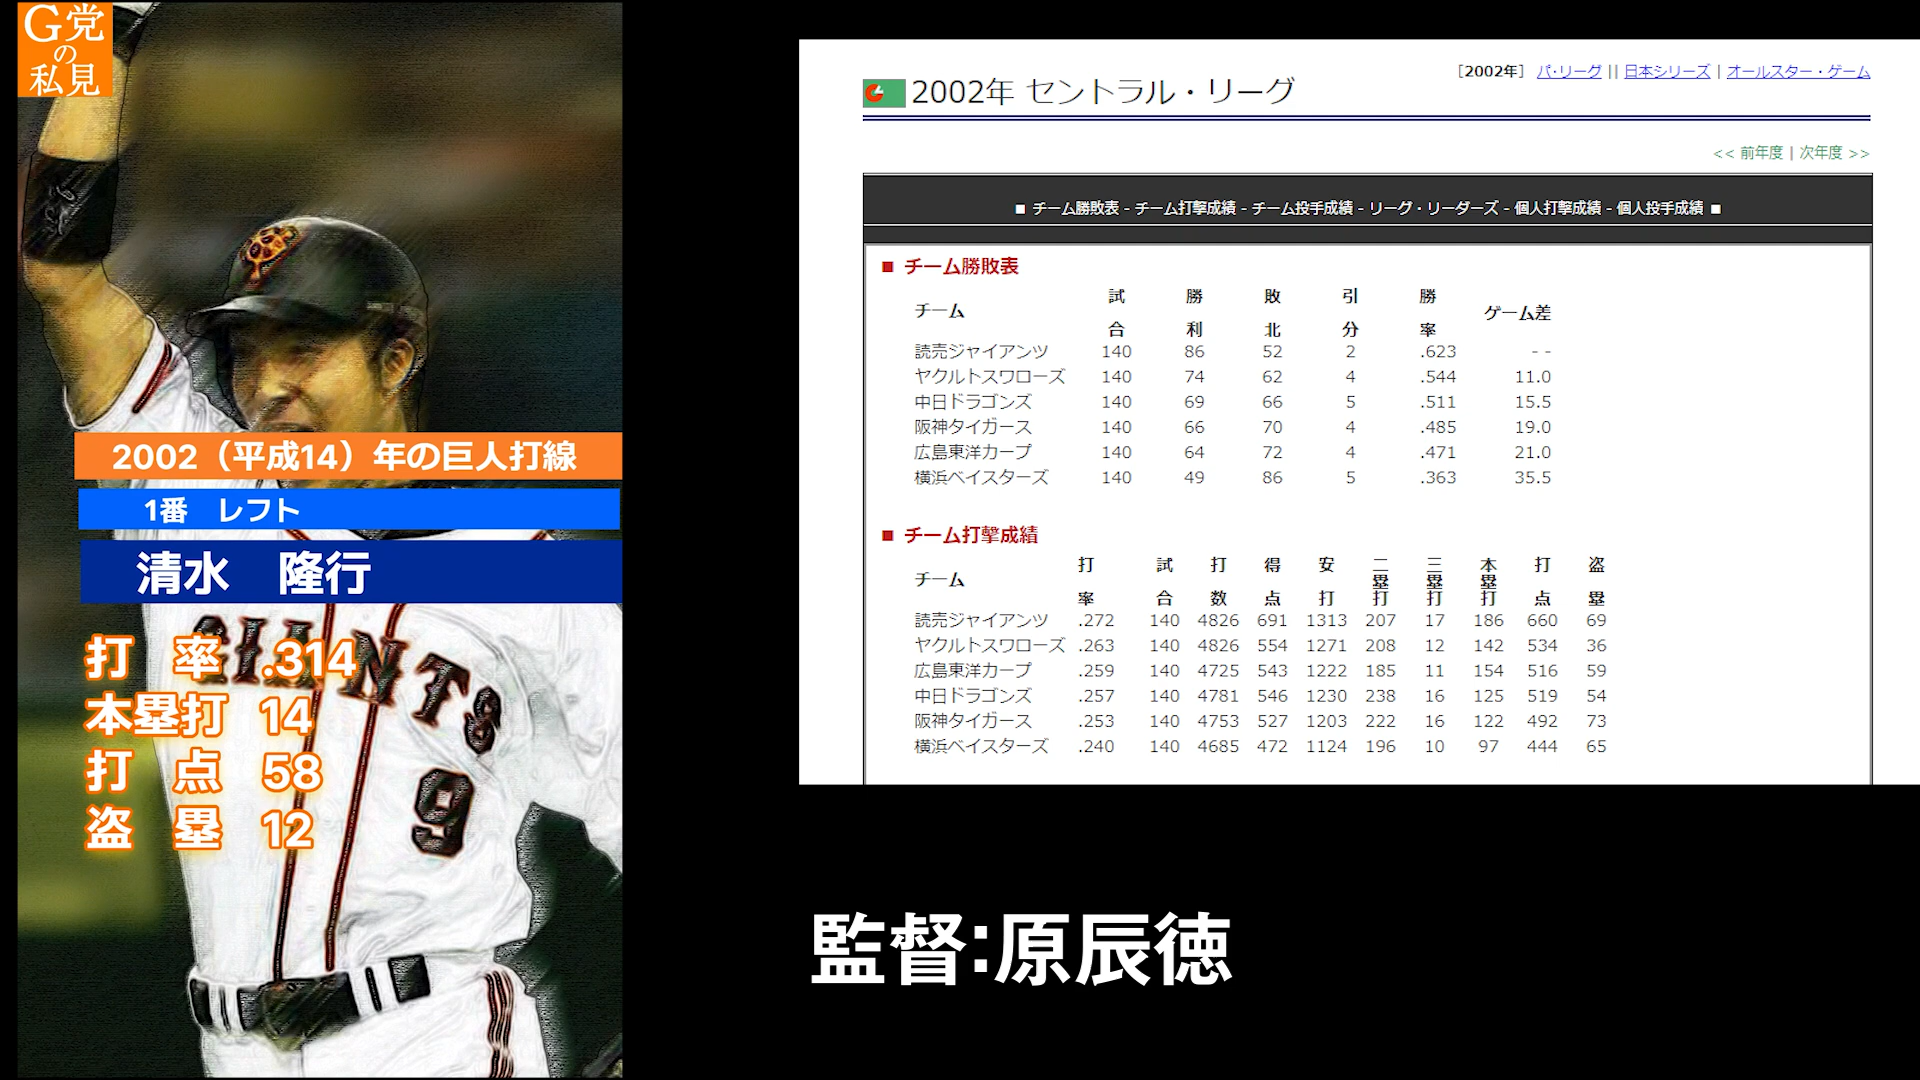 G党
の
私見
2002（平成14）年の巨人打線
1番　レフト
清水　隆行
GIANTS
9
打　率　.314
本塁打　14
打　点　58
盗　塁　12
［2002年］ パ・リーグ || 日本シリーズ | オールスター・ゲーム
2002年 セントラル・リーグ
<< 前年度 | 次年度 >>
■ チーム勝敗表 - チーム打撃成績 - チーム投手成績 - リーグ・リーダーズ - 個人打撃成績 - 個人投手成績 ■
■ チーム勝敗表
チーム 試合 勝利 敗北 引分 勝率 ゲーム差
読売ジャイアンツ 140 86 52 2 .623 - -
ヤクルトスワローズ 140 74 62 4 .544 11.0
中日ドラゴンズ 140 69 66 5 .511 15.5
阪神タイガース 140 66 70 4 .485 19.0
広島東洋カープ 140 64 72 4 .471 21.0
横浜ベイスターズ 140 49 86 5 .363 35.5
■ チーム打撃成績
チーム 打率 試合 打数 得点 安打 二塁打 三塁打 本塁打 打点 盗塁
読売ジャイアンツ .272 140 4826 691 1313 207 17 186 660 69
ヤクルトスワローズ .263 140 4826 554 1271 208 12 142 534 36
広島東洋カープ .259 140 4725 543 1222 185 11 154 516 59
中日ドラゴンズ .257 140 4781 546 1230 238 16 125 519 54
阪神タイガース .253 140 4753 527 1203 222 16 122 492 73
横浜ベイスターズ .240 140 4685 472 1124 196 10 97 444 65
監督:原辰徳